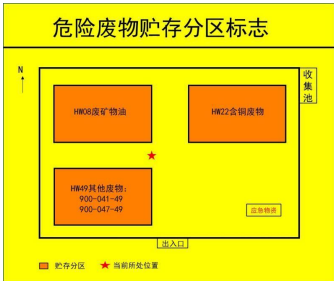 危险废物贮存分区标志
N
收集池
HW08废矿物油
HW22含铜废物
HW49其他废物：
900-041-49
900-047-49
应急物资
出入口
贮存分区
当前所处位置